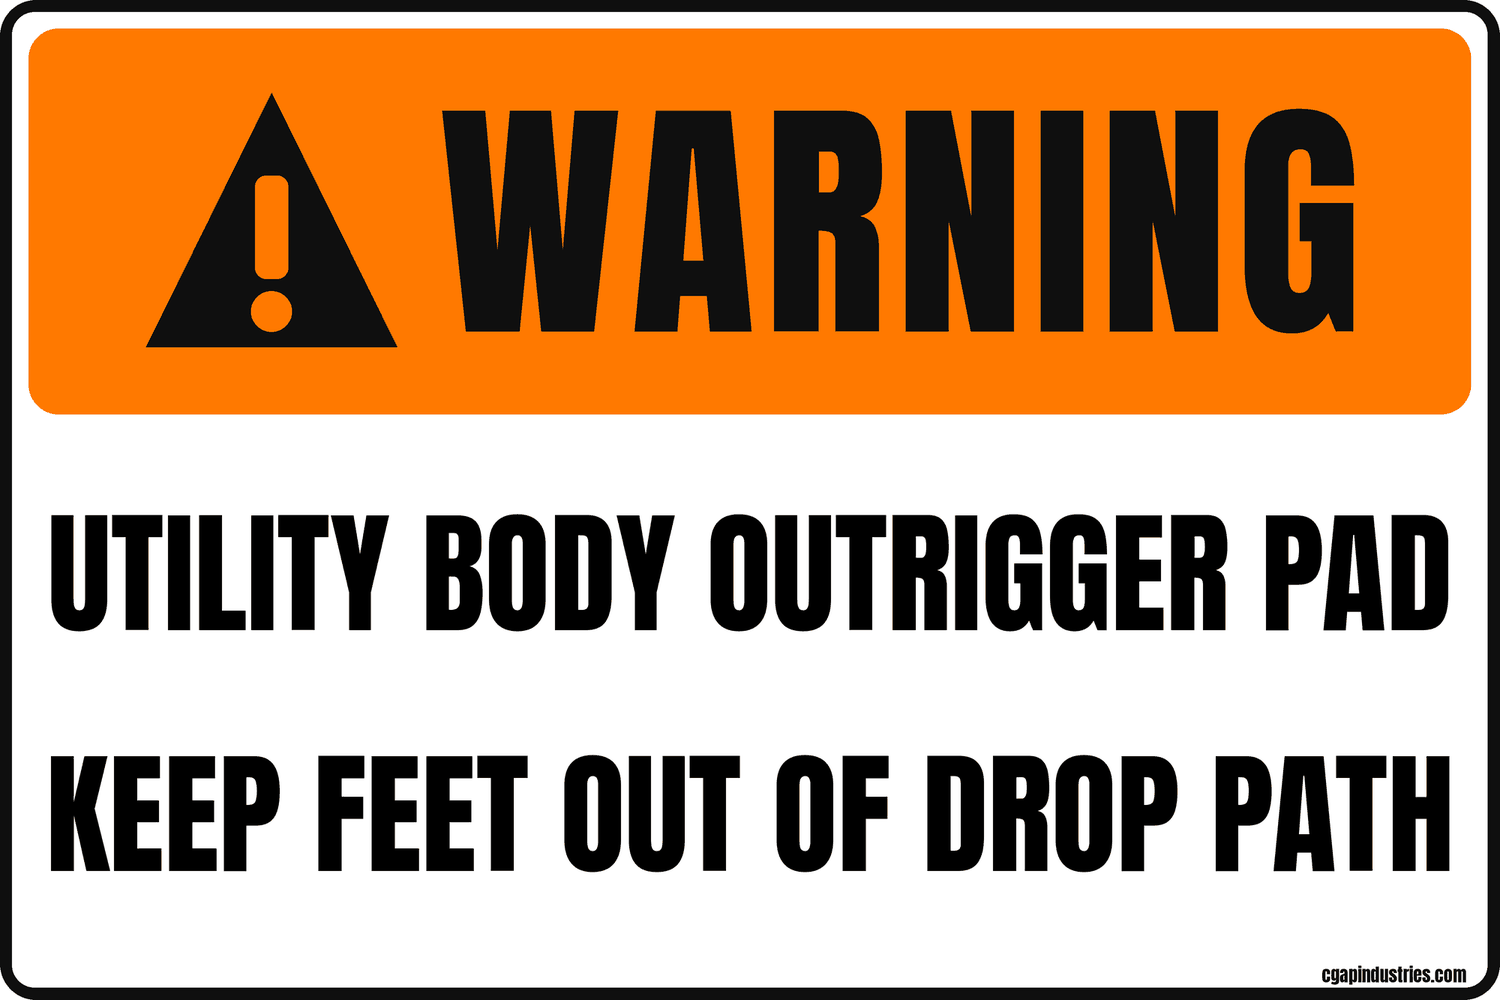 WARNING
UTILITY BODY OUTRIGGER PAD
KEEP FEET OUT OF DROP PATH
cgapindustries.com